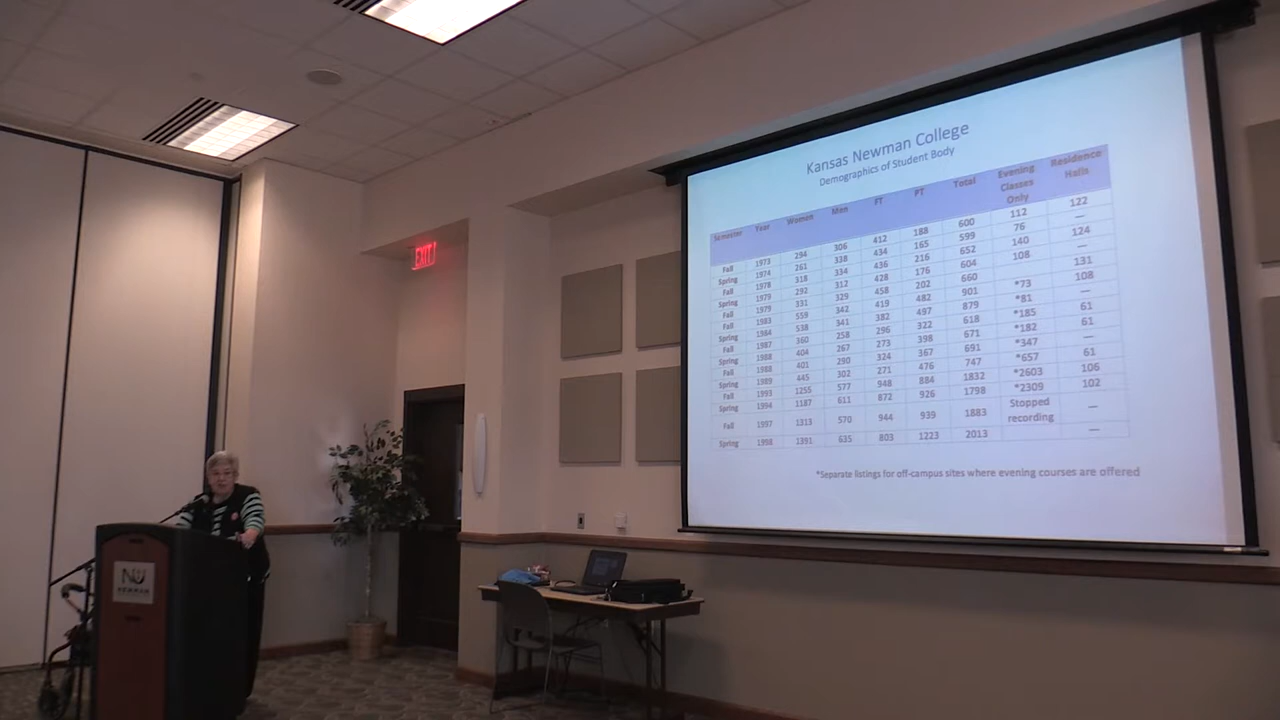 Kansas Newman College
Demographics of Student Body
Semester Year Women Men FT PT Total Evening Classes Only Residence Halls
Fall 1973 294 306 412 188 600 112 122
Spring 1974 261 338 434 165 599 76 —
Fall 1978 318 334 436 216 652 140 124
Spring 1979 292 312 428 176 604 108 —
Fall 1979 331 329 458 202 660 131
Fall 1983 559 342 419 482 901 *73 108
Spring 1984 538 341 382 497 879 *81 —
Fall 1987 360 258 296 322 618 *185 61
Spring 1988 404 267 273 398 671 *182 61
Fall 1988 401 290 324 367 691 *347 —
Spring 1989 445 302 271 476 747 *657 61
Fall 1993 1255 577 948 884 1832 *2603 106
Spring 1994 1187 611 872 926 1798 *2309 102
Fall 1997 1313 570 944 939 1883 Stopped recording —
Spring 1998 1391 635 803 1223 2013 —
*Separate listings for off-campus sites where evening courses are offered
EXIT
NU
NEWMAN